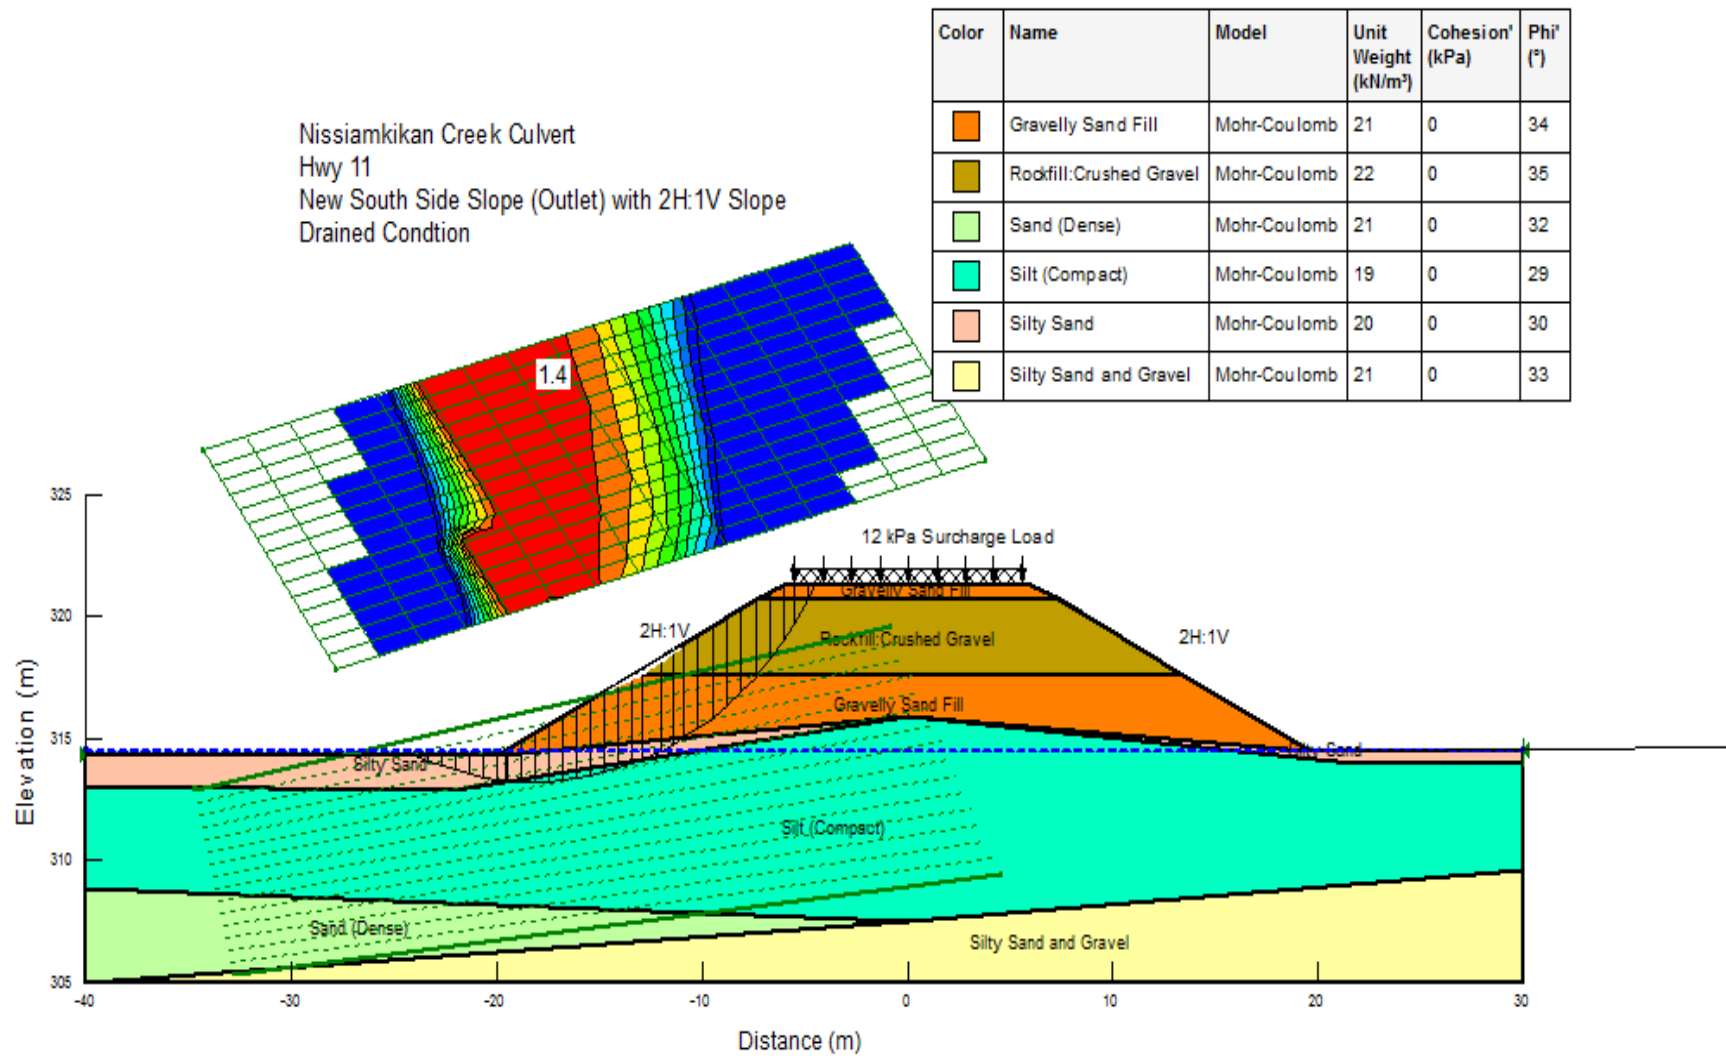 Nissiamkikan Creek Culvert
Hwy 11
New South Side Slope (Outlet) with 2H:1V Slope
Drained Condtion
Color Name Model Unit Weight (kN/m³) Cohesion' (kPa) Phi' (°)
Gravelly Sand Fill Mohr-Coulomb 21 0 34
Rockfill:Crushed Gravel Mohr-Coulomb 22 0 35
Sand (Dense) Mohr-Coulomb 21 0 32
Silt (Compact) Mohr-Coulomb 19 0 29
Silty Sand Mohr-Coulomb 20 0 30
Silty Sand and Gravel Mohr-Coulomb 21 0 33
1.4
12 kPa Surcharge Load
Gravelly Sand Fill
2H:1V
Rockfill:Crushed Gravel
2H:1V
Gravelly Sand Fill
Silty Sand
Silty Sand
Silt (Compact)
Sand (Dense)
Silty Sand and Gravel
Elevation (m)
325
320
315
310
305
-40 -30 -20 -10 0 10 20 30
Distance (m)